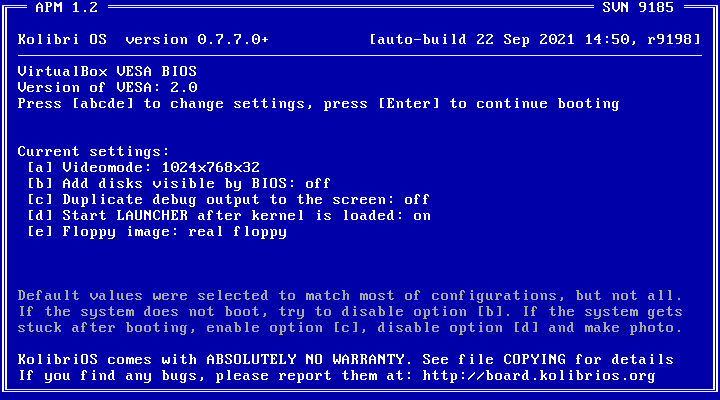 APM 1.2 SVN 9185
Kolibri OS version 0.7.7.0+ [auto-build 22 Sep 2021 14:50, r9198]
VirtualBox VESA BIOS
Version of VESA: 2.0
Press [abcde] to change settings, press [Enter] to continue booting
Current settings:
[a] Videomode: 1024x768x32
[b] Add disks visible by BIOS: off
[c] Duplicate debug output to the screen: off
[d] Start LAUNCHER after kernel is loaded: on
[e] Floppy image: real floppy
Default values were selected to match most of configurations, but not all.
If the system does not boot, try to disable option [b]. If the system gets
stuck after booting, enable option [c], disable option [d] and make photo.
KolibriOS comes with ABSOLUTELY NO WARRANTY. See file COPYING for details
If you find any bugs, please report them at: http://board.kolibrios.org